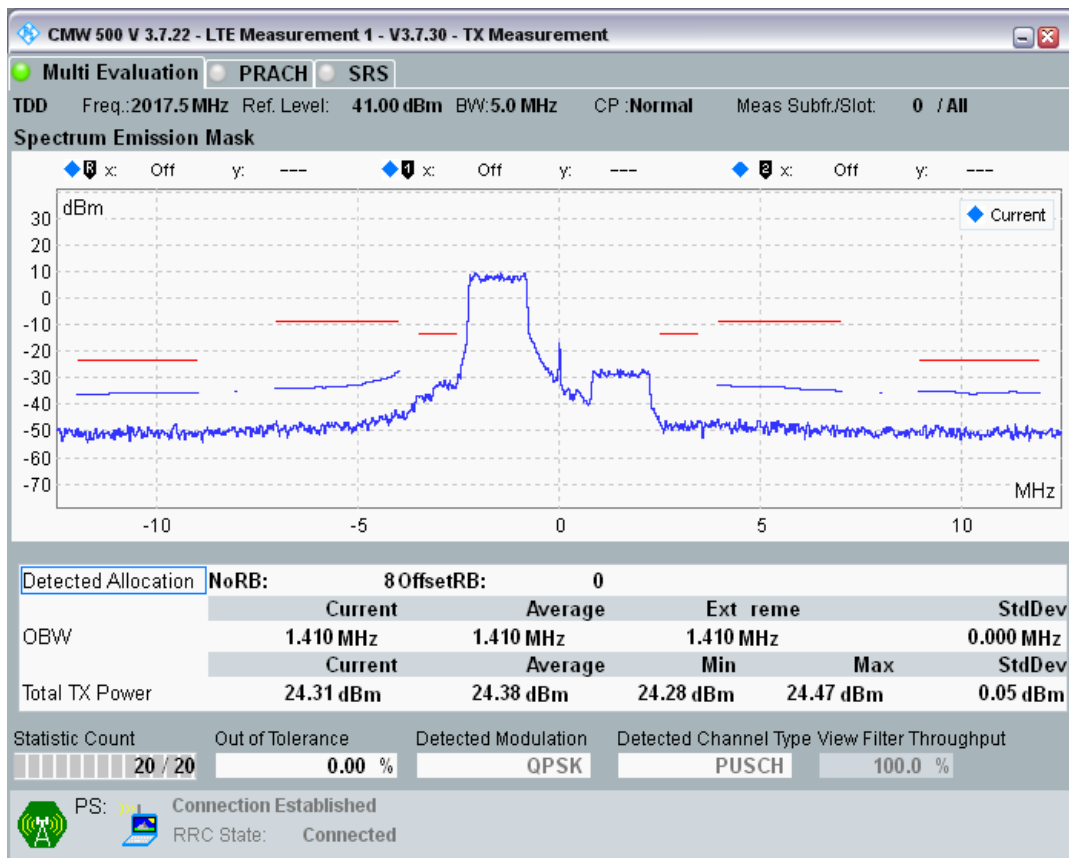 CMW 500 V 3.7.22 - LTE Measurement 1 - V3.7.30 - TX Measurement
Multi Evaluation PRACH SRS
TDD Freq.:2017.5 MHz Ref. Level: 41.00 dBm BW:5.0 MHz CP :Normal Meas Subfr./Slot: 0 / All
Spectrum Emission Mask
R x: Off y: --- 1 x: Off y: --- 2 x: Off y: ---
dBm
Current
30
20
10
0
-10
-20
-30
-40
-50
-60
-70
MHz
-10 -5 0 5 10
Detected Allocation NoRB: 8 OffsetRB: 0
Current Average Ext reme StdDev
OBW 1.410 MHz 1.410 MHz 1.410 MHz 0.000 MHz
Current Average Min Max StdDev
Total TX Power 24.31 dBm 24.38 dBm 24.28 dBm 24.47 dBm 0.05 dBm
Statistic Count Out of Tolerance Detected Modulation Detected Channel Type View Filter Throughput
20 / 20 0.00 % QPSK PUSCH 100.0 %
PS: Connection Established
RRC State: Connected